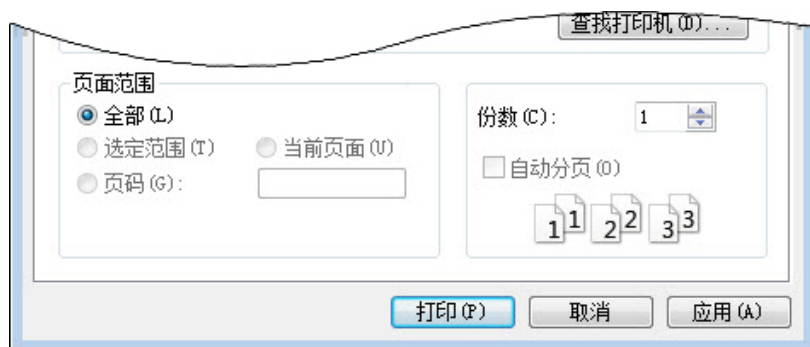 查找打印机(D)...
页面范围
全部(L)
选定范围(T) 当前页面(U)
页码(G):
份数(C): 1
自动分页(O)
1 1 2 2 3 3
打印(P) 取消 应用(A)